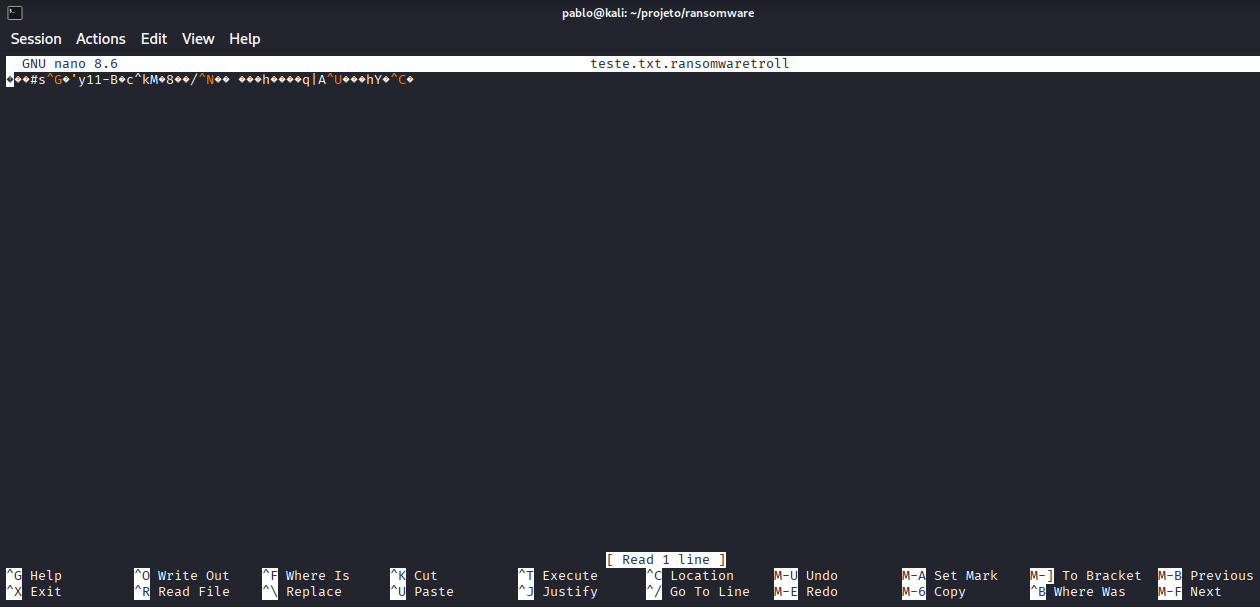 pablo@kali: ~/projeto/ransomware
Session Actions Edit View Help
GNU nano 8.6 teste.txt.ransomwaretroll
���#s^G�'y11-B�c^kM�8��/^N�� ���h����q|A^U���hY�^C�
[ Read 1 line ]
^G Help ^O Write Out ^F Where Is ^K Cut ^T Execute ^C Location M-U Undo M-A Set Mark M-] To Bracket M-B Previous
^X Exit ^R Read File ^\ Replace ^U Paste ^J Justify ^/ Go To Line M-E Redo M-6 Copy ^B Where Was M-F Next